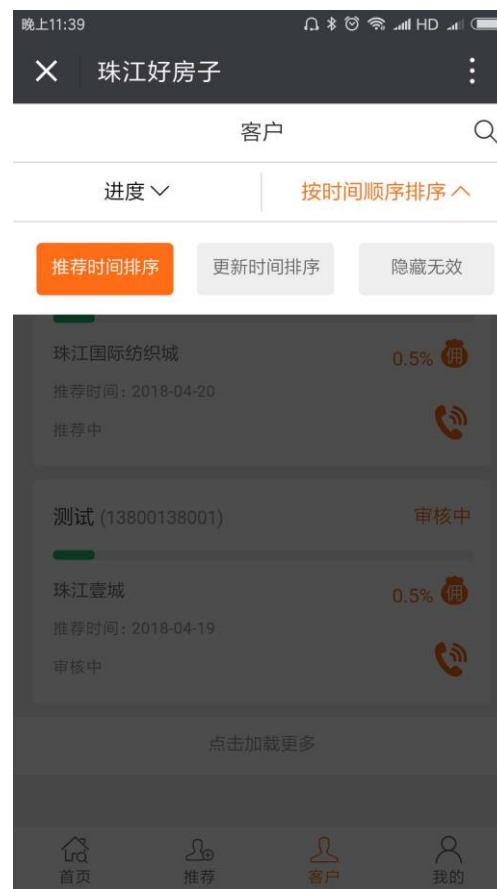 晚上11:39 HD
珠江好房子
客户
进度 按时间顺序排序
推荐时间排序 更新时间排序 隐藏无效
珠江国际纺织城 0.5% 佣
推荐时间：2018-04-20
推荐中
测试 (13800138001) 审核中
珠江壹城 0.5% 佣
推荐时间：2018-04-19
审核中
点击加载更多
首页 推荐 客户 我的